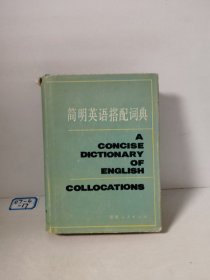 简明英语搭配词典
A
CONCISE
DICTIONARY
OF
ENGLISH
COLLOCATIONS